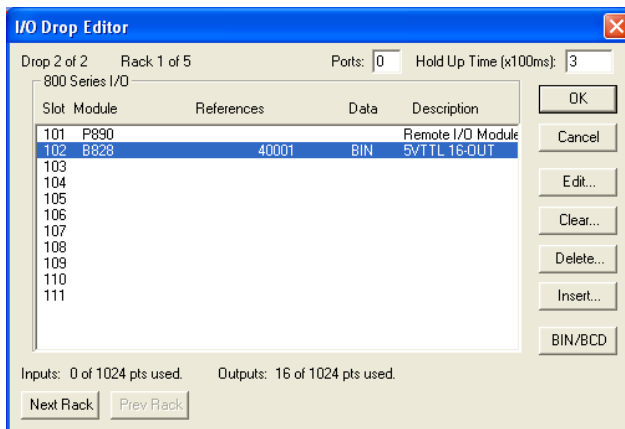 I/O Drop Editor
Drop 2 of 2 Rack 1 of 5 Ports: 0 Hold Up Time (x100ms): 3
800 Series I/O
Slot Module References Data Description
101 P890 Remote I/O Module
102 B828 40001 BIN 5VTTL 16-OUT
103
104
105
106
107
108
109
110
111
OK
Cancel
Edit...
Clear...
Delete...
Insert...
BIN/BCD
Inputs: 0 of 1024 pts used. Outputs: 16 of 1024 pts used.
Next Rack Prev Rack